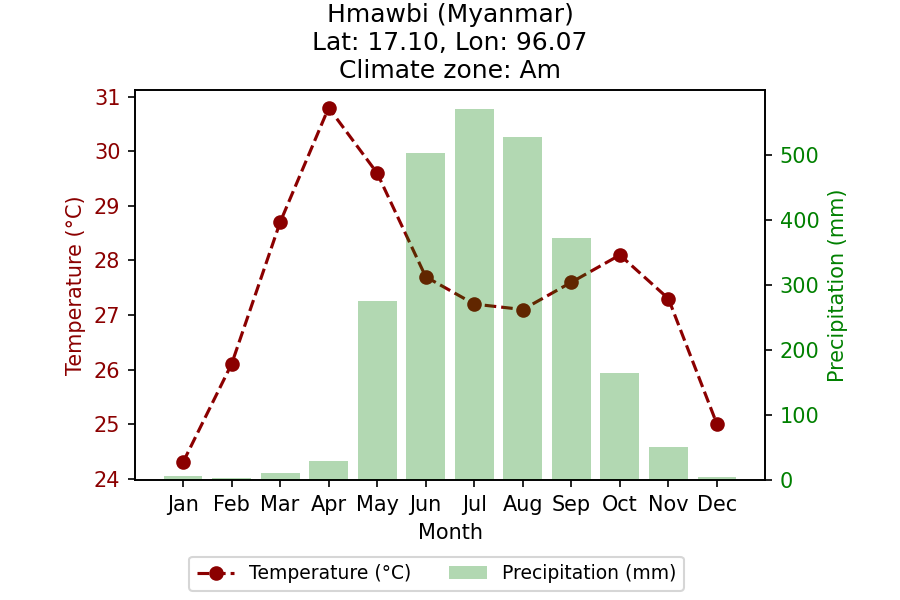 Hmawbi (Myanmar)
Lat: 17.10, Lon: 96.07
Climate zone: Am
Temperature (°C)
31
30
29
28
27
26
25
24
Precipitation (mm)
500
400
300
200
100
0
Jan Feb Mar Apr May Jun Jul Aug Sep Oct Nov Dec
Month
Temperature (°C) Precipitation (mm)